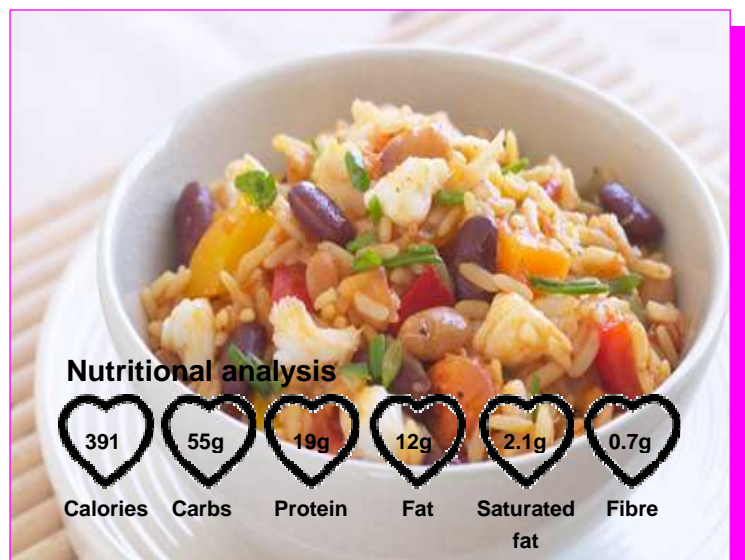 Nutritional analysis
391 55g 19g 12g 2.1g 0.7g
Calories Carbs Protein Fat Saturated Fibre
fat